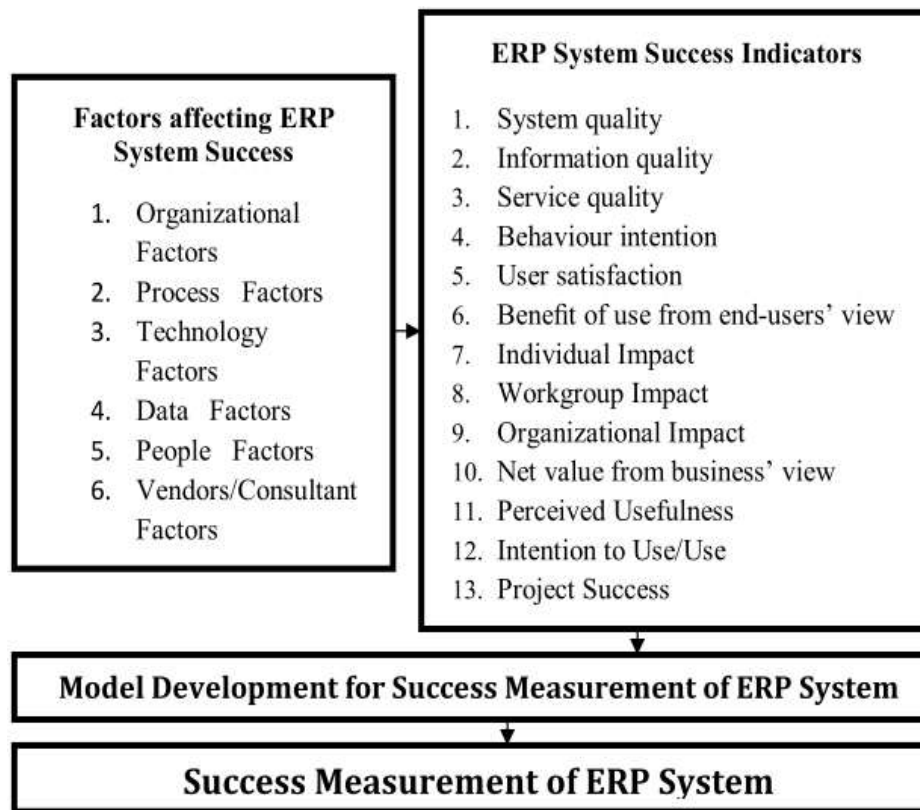 Factors affecting ERP
System Success
1. Organizational
Factors
2. Process Factors
3. Technology
Factors
4. Data Factors
5. People Factors
6. Vendors/Consultant
Factors
ERP System Success Indicators
1. System quality
2. Information quality
3. Service quality
4. Behaviour intention
5. User satisfaction
6. Benefit of use from end-users’ view
7. Individual Impact
8. Workgroup Impact
9. Organizational Impact
10. Net value from business’ view
11. Perceived Usefulness
12. Intention to Use/Use
13. Project Success
Model Development for Success Measurement of ERP System
Success Measurement of ERP System